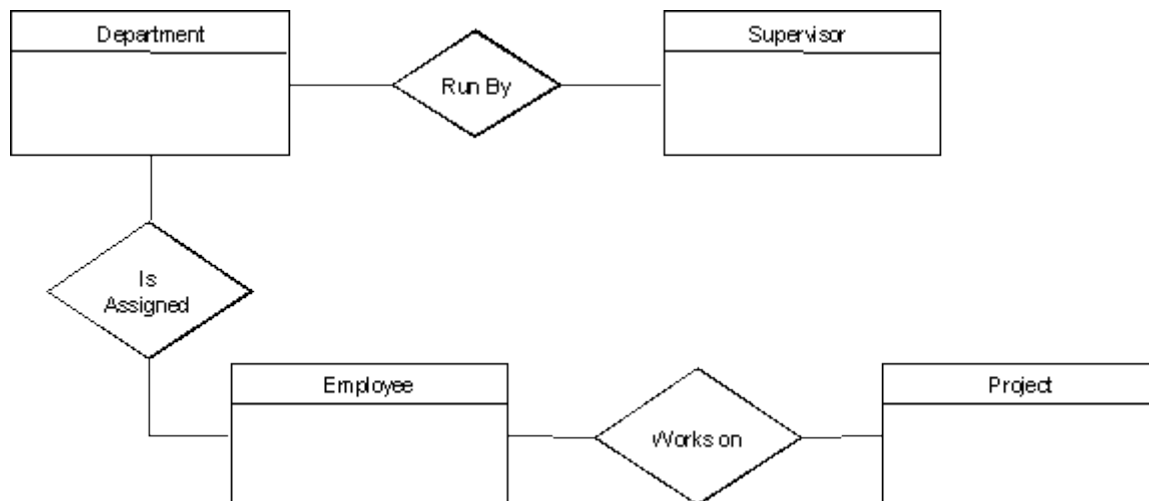 Department
Supervisor
Run By
Is
Assigned
Employee
Project
Works on